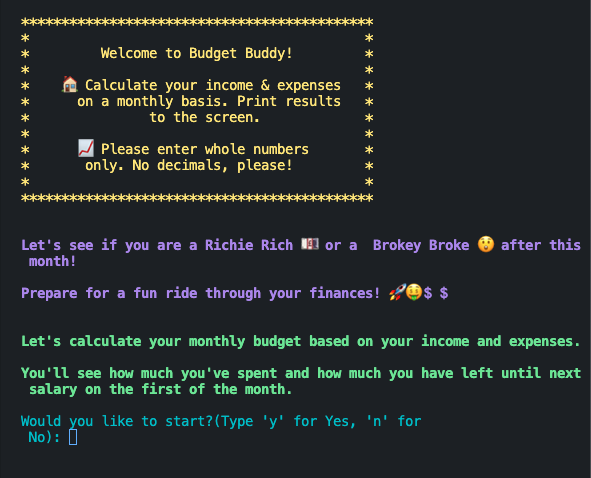 ********************************************
* *
* Welcome to Budget Buddy! *
* *
* 🏠 Calculate your income & expenses *
* on a monthly basis. Print results *
* to the screen. *
* *
* 📈 Please enter whole numbers *
* only. No decimals, please! *
* *
********************************************
Let's see if you are a Richie Rich 💴 or a  Brokey Broke 😲 after this
month!
Prepare for a fun ride through your finances! 🚀🤑$ $
Let's calculate your monthly budget based on your income and expenses.
You'll see how much you've spent and how much you have left until next
salary on the first of the month.
Would you like to start?(Type 'y' for Yes, 'n' for
No):